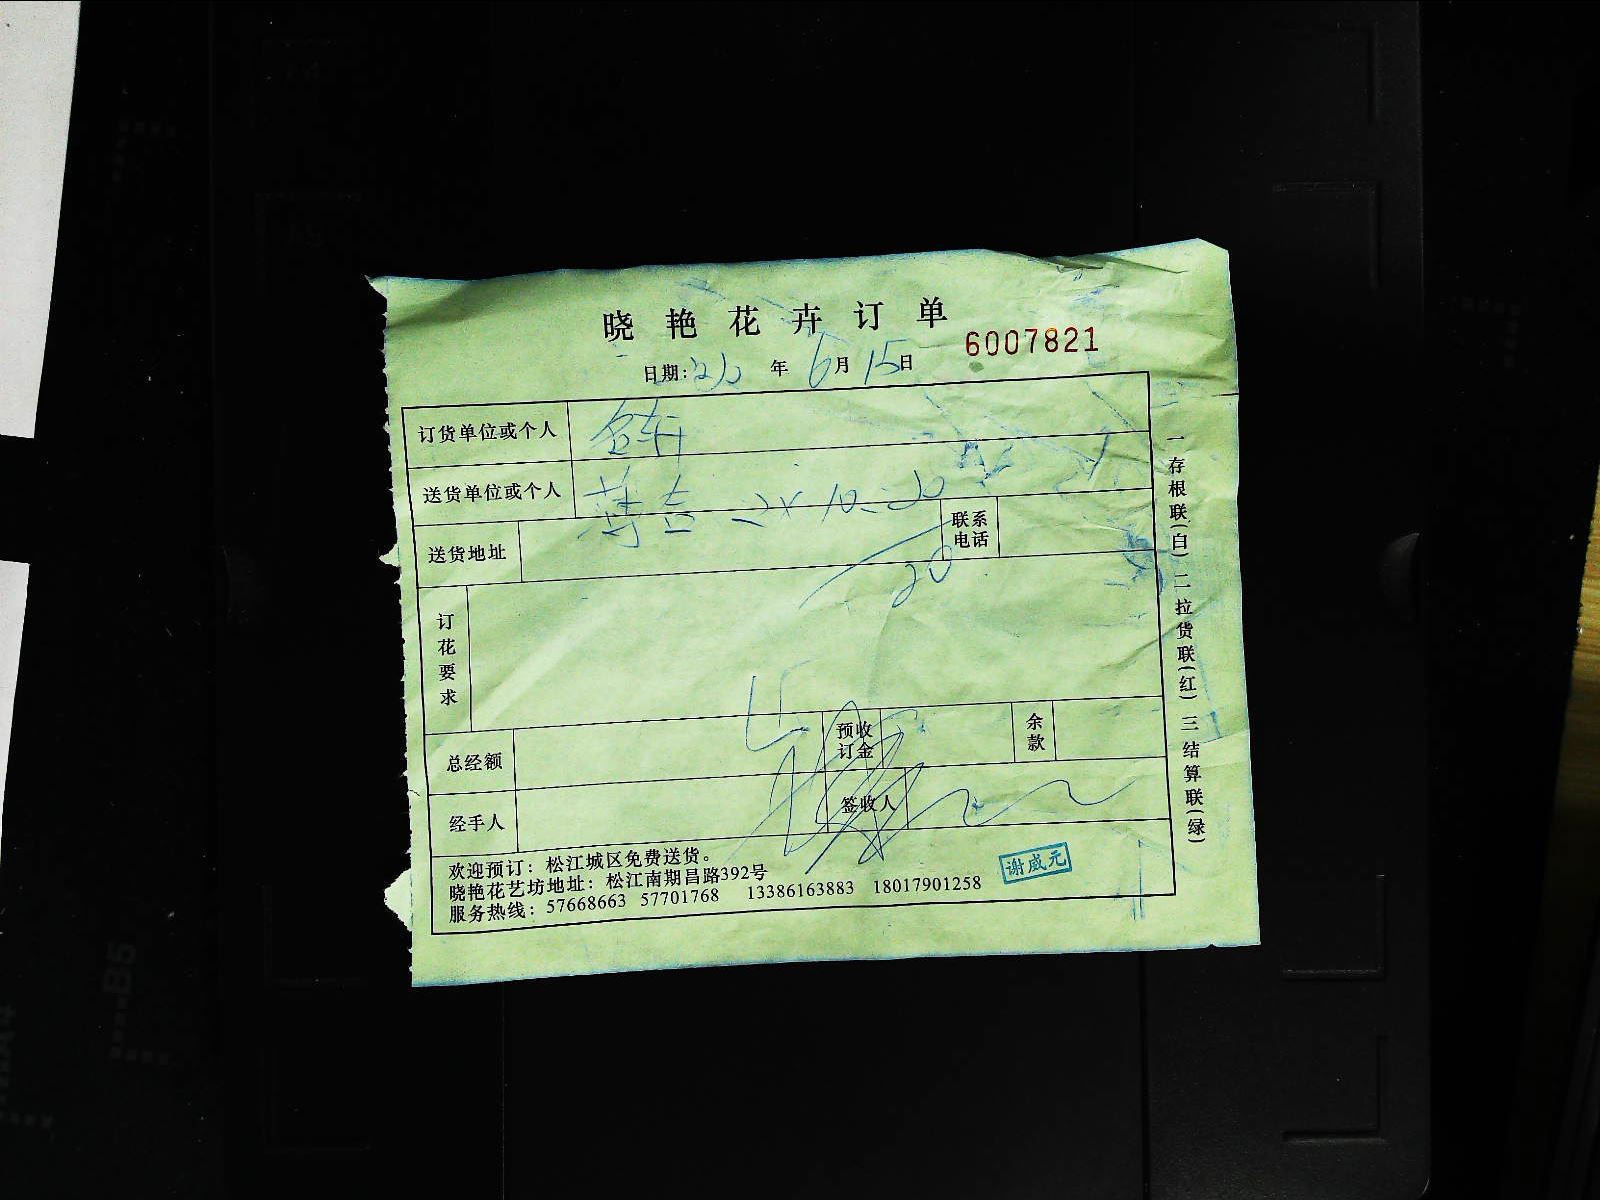 晓艳花卉订单
6007821
日期: 年 6月 15日
订货单位或个人
送货单位或个人 2×10=20
送货地址 联系电话
20
订花要求
总经额 预收订金 余款
经手人 签收人
欢迎预订：松江城区免费送货。
晓艳花艺坊地址：松江南期昌路392号
服务热线：57668663 57701768 13386163883 18017901258
谢威元
一存根联(白) 二拉货联(红) 三结算联(绿)